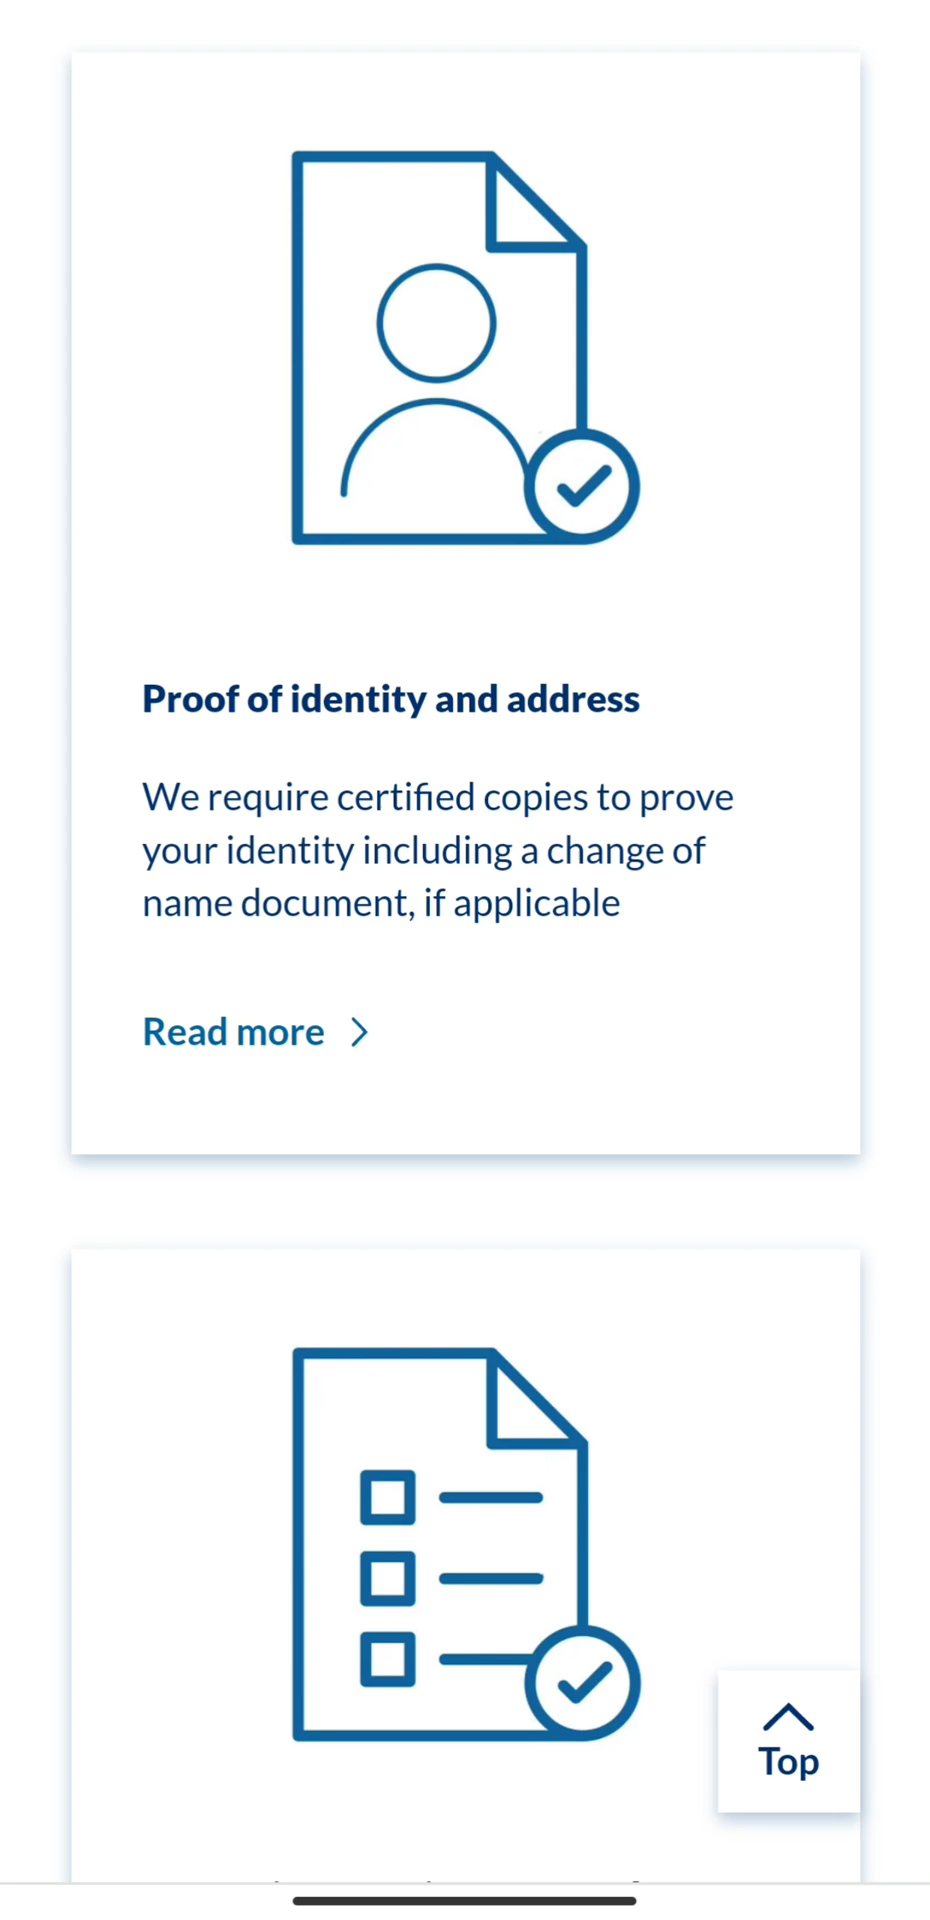 Proof of identity and address
We require certified copies to prove
your identity including a change of
name document, if applicable
Read more
Top